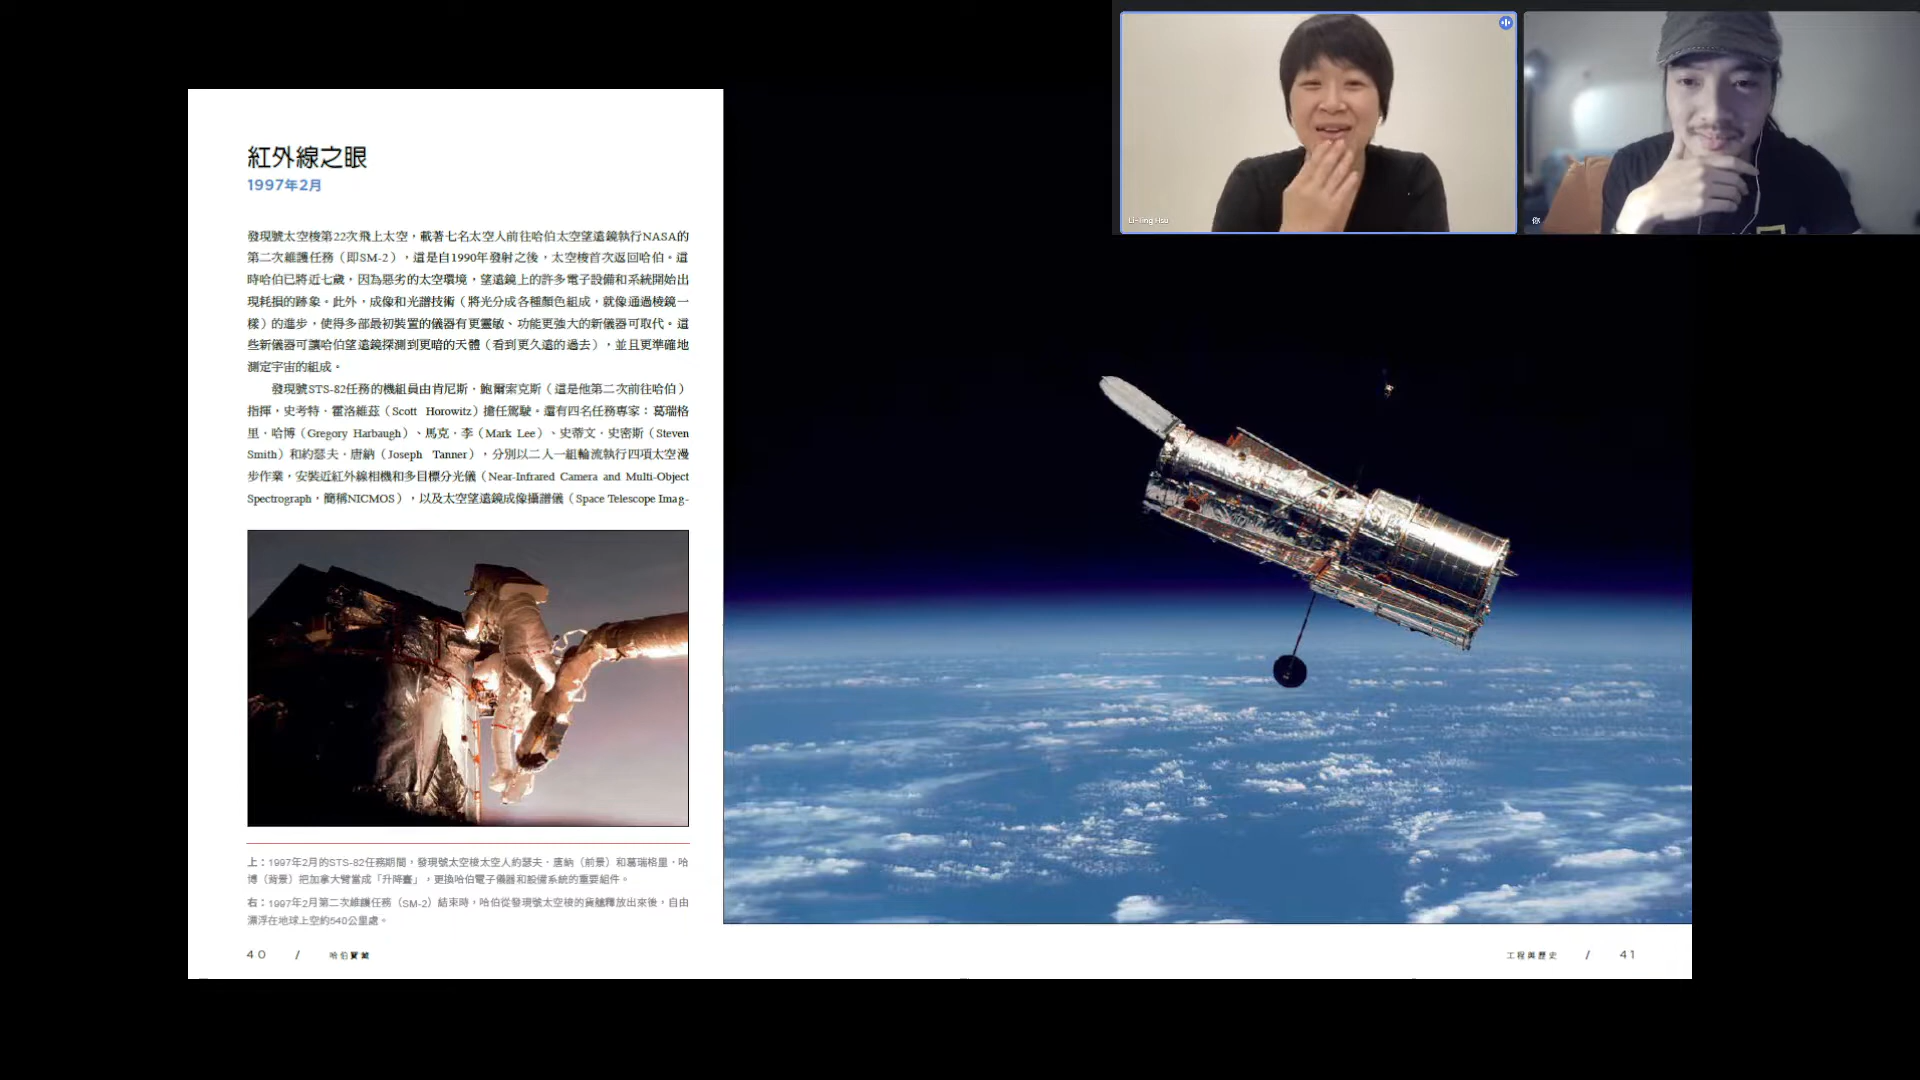 紅外線之眼
1997年2月
發現號太空梭第22次飛上太空，載著七名太空人前往哈伯太空望遠鏡執行NASA的
第二次維護任務（即SM-2），這是自1990年發射之後，太空梭首次返回哈伯。這
時哈伯已將近七歲，因為惡劣的太空環境，望遠鏡上的許多電子設備和系統開始出
現耗損的跡象。此外，成像和光譜技術（將光分成各種顏色組成，就像通過稜鏡一
樣）的進步，使得多部最初裝置的儀器有更靈敏、功能更強大的新儀器可取代。這
些新儀器可讓哈伯望遠鏡探測到更暗的天體（看到更久遠的過去），並且更準確地
測定宇宙的組成。
發現號STS-82任務的機組員由肯尼斯．鮑爾索克斯（這是他第二次前往哈伯）
指揮，史考特．霍洛維茲（Scott Horowitz）擔任駕駛。還有四名任務專家：葛瑞格
里．哈博（Gregory Harbaugh）、馬克．李（Mark Lee）、史蒂文．史密斯（Steven
Smith）和約瑟夫．唐納（Joseph Tanner），分別以二人一組輪流執行四項太空漫
步作業，安裝近紅外線相機和多目標分光儀（Near-Infrared Camera and Multi-Object
Spectrograph，簡稱NICMOS），以及太空望遠鏡成像攝譜儀（Space Telescope Imag-
上：1997年2月的STS-82任務期間，發現號太空梭太空人約瑟夫．唐納（前景）和葛瑞格里．哈
博（背景）把加拿大臂當成「升降臺」，更換哈伯電子儀器和設備系統的重要組件。
右：1997年2月第二次維護任務（SM-2）結束時，哈伯從發現號太空梭的貨艙釋放出來後，自由
漂浮在地球上空約540公里處。
40 / 哈伯寶藏
工程與歷史 / 41
Li-Jing Hsu
你